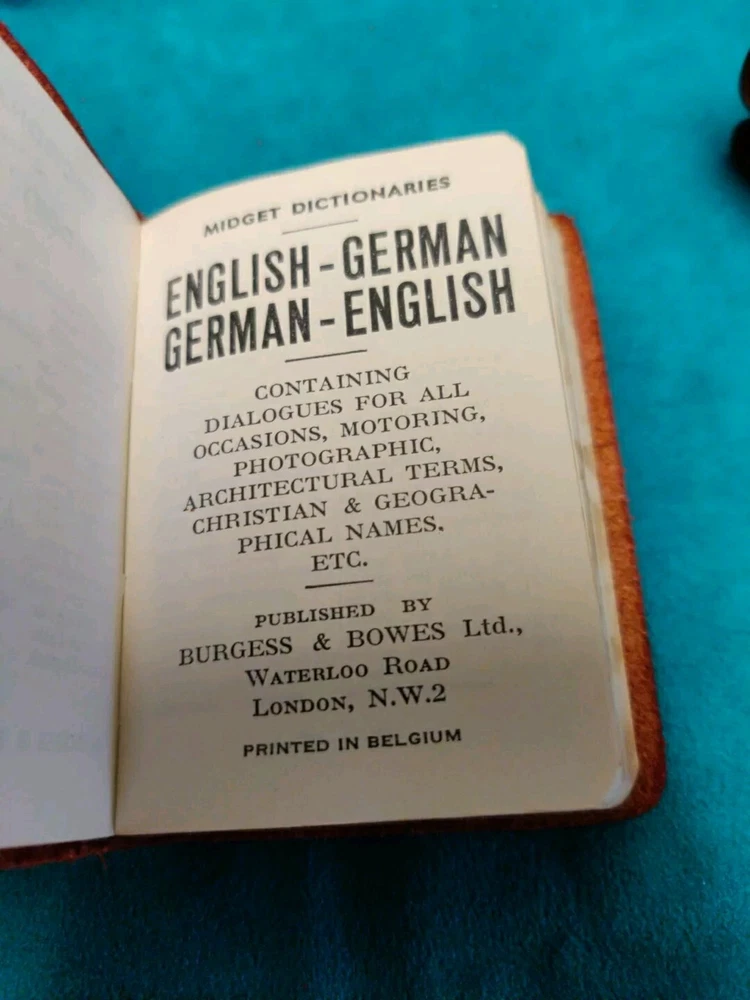 MIDGET DICTIONARIES
ENGLISH - GERMAN
GERMAN - ENGLISH
CONTAINING
DIALOGUES FOR ALL
OCCASIONS, MOTORING,
PHOTOGRAPHIC,
ARCHITECTURAL TERMS,
CHRISTIAN & GEOGRA-
PHICAL NAMES.
ETC.
PUBLISHED BY
BURGESS & BOWES Ltd.,
WATERLOO ROAD
LONDON, N.W.2
PRINTED IN BELGIUM